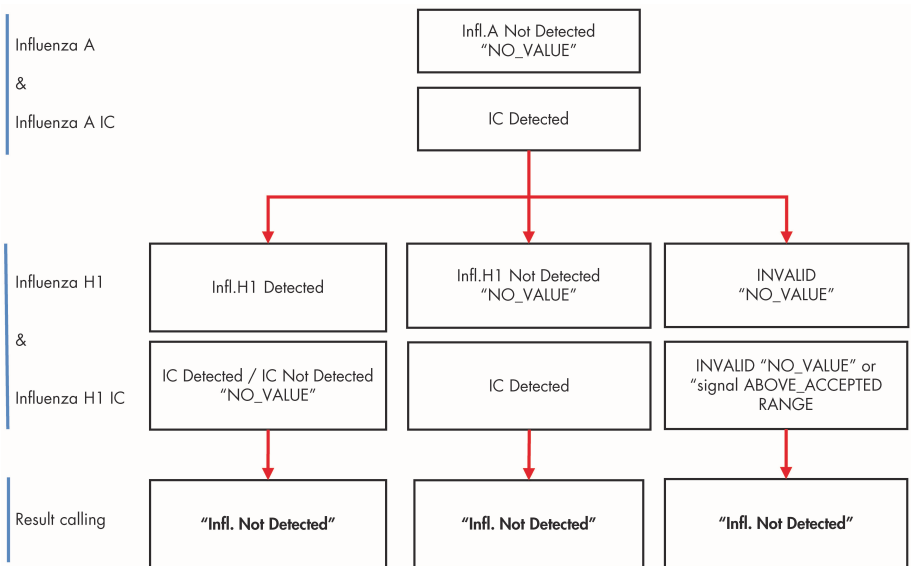 Influenza A
&
Influenza A IC
Infl.A Not Detected
“NO_VALUE”
IC Detected
Influenza H1
&
Influenza H1 IC
Infl.H1 Detected
Infl.H1 Not Detected
“NO_VALUE”
INVALID
“NO_VALUE”
IC Detected / IC Not Detected
“NO_VALUE”
IC Detected
INVALID “NO_VALUE” or
“signal ABOVE_ACCEPTED
RANGE
Result calling
“Infl. Not Detected”
“Infl. Not Detected”
“Infl. Not Detected”